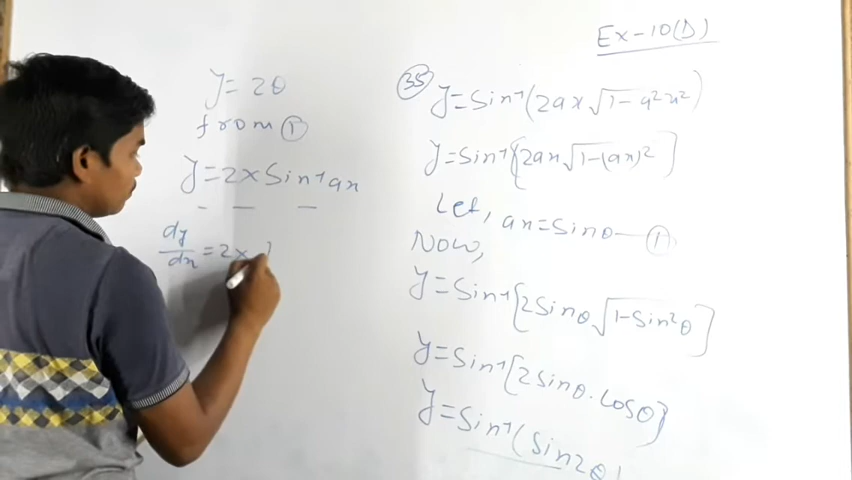 Ex-10(D)
35 y=Sin⁻¹(2ax √1-a²x²)
y=Sin⁻¹[2ax√1-(ax)²]
Let, ax=Sinθ — 1
Now,
y=Sin⁻¹[2Sinθ √1-Sin²θ]
y=Sin⁻¹[2Sinθ.Cosθ]
y=Sin⁻¹(Sin2θ)
y=2θ
from 1
y=2×Sin⁻¹ax
dy/dx=2×